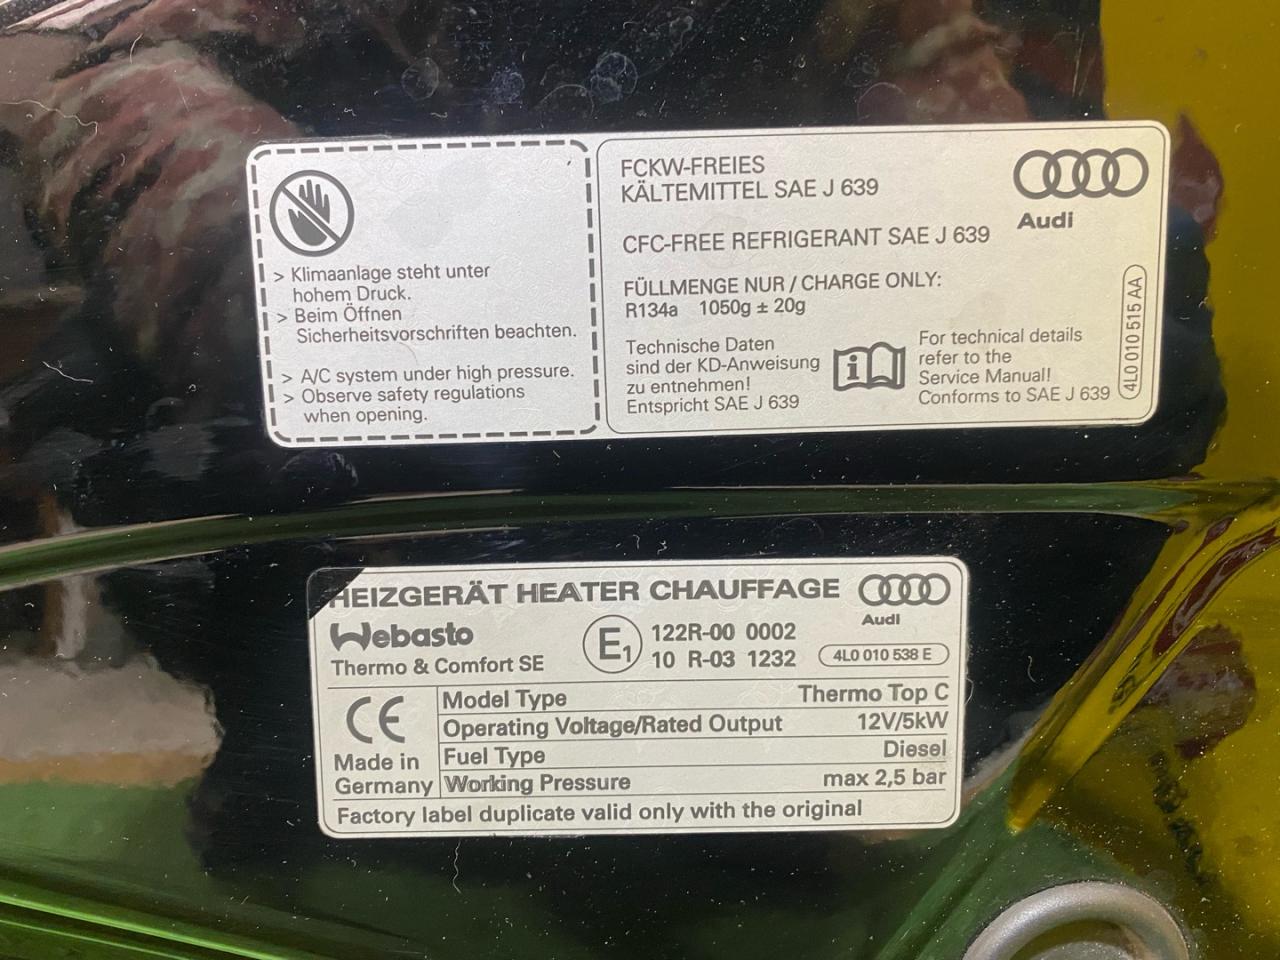 > Klimaanlage steht unter
hohem Druck.
> Beim Öffnen
Sicherheitsvorschriften beachten.
> A/C system under high pressure.
> Observe safety regulations
when opening.
FCKW-FREIES
KÄLTEMITTEL SAE J 639
CFC-FREE REFRIGERANT SAE J 639
Audi
FÜLLMENGE NUR / CHARGE ONLY:
R134a 1050g ± 20g
Technische Daten
sind der KD-Anweisung
zu entnehmen!
Entspricht SAE J 639
i
For technical details
refer to the
Service Manual!
Conforms to SAE J 639
4L0 010 515 AA
HEIZGERÄT HEATER CHAUFFAGE
Audi
Webasto
Thermo & Comfort SE
E1
122R-00 0002
10 R-03 1232
4L0 010 538 E
CE
Made in
Germany
Model Type Thermo Top C
Operating Voltage/Rated Output 12V/5kW
Fuel Type Diesel
Working Pressure max 2,5 bar
Factory label duplicate valid only with the original